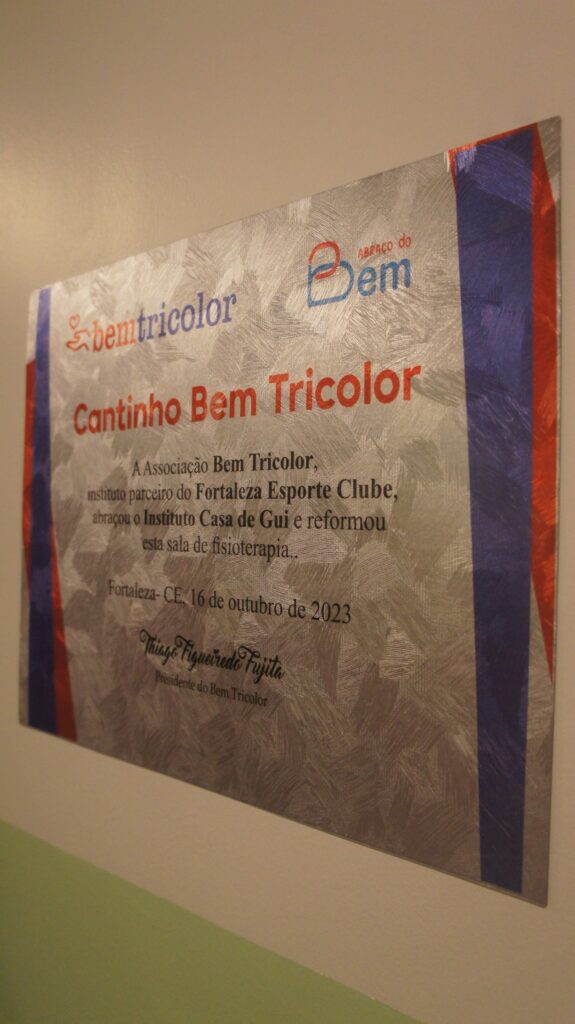 bemtricolor
ABRAÇO do
Bem
Cantinho Bem Tricolor
A Associação Bem Tricolor,
instituto parceiro do Fortaleza Esporte Clube,
abraçou o Instituto Casa de Gui e reformou
esta sala de fisioterapia..
Fortaleza- CE, 16 de outubro de 2023
Thiago Figueiredo Fujita
Presidente do Bem Tricolor